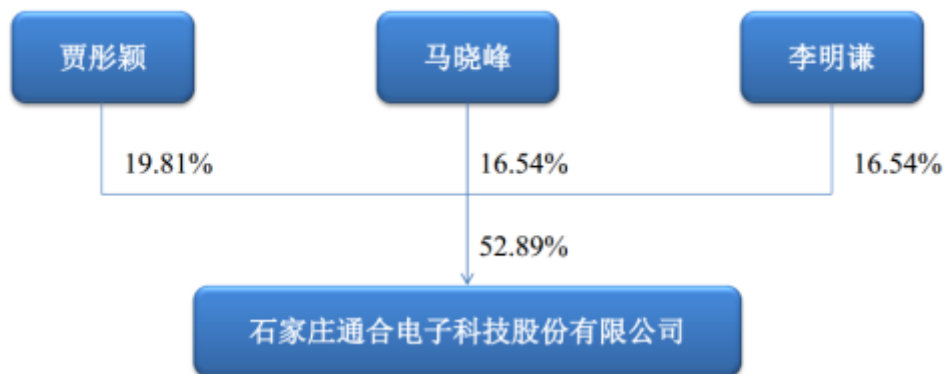 贾彤颖 马晓峰 李明谦
19.81% 16.54% 16.54%
52.89%
石家庄通合电子科技股份有限公司